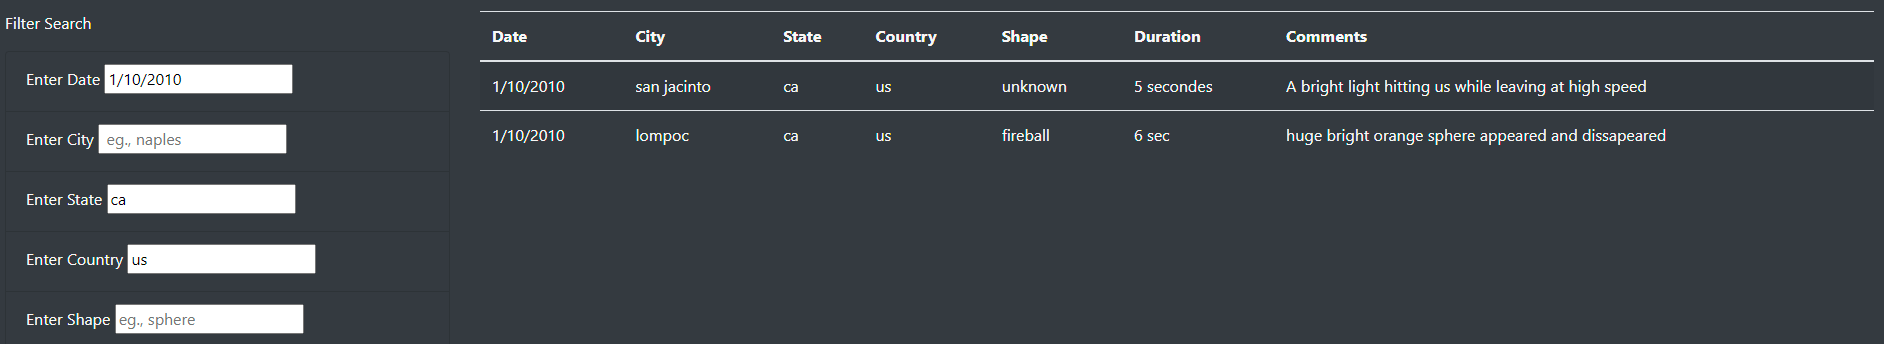 Filter Search
Enter Date 1/10/2010
Enter City eg., naples
Enter State ca
Enter Country us
Enter Shape eg., sphere
Date City State Country Shape Duration Comments
1/10/2010 san jacinto ca us unknown 5 secondes A bright light hitting us while leaving at high speed
1/10/2010 lompoc ca us fireball 6 sec huge bright orange sphere appeared and dissapeared